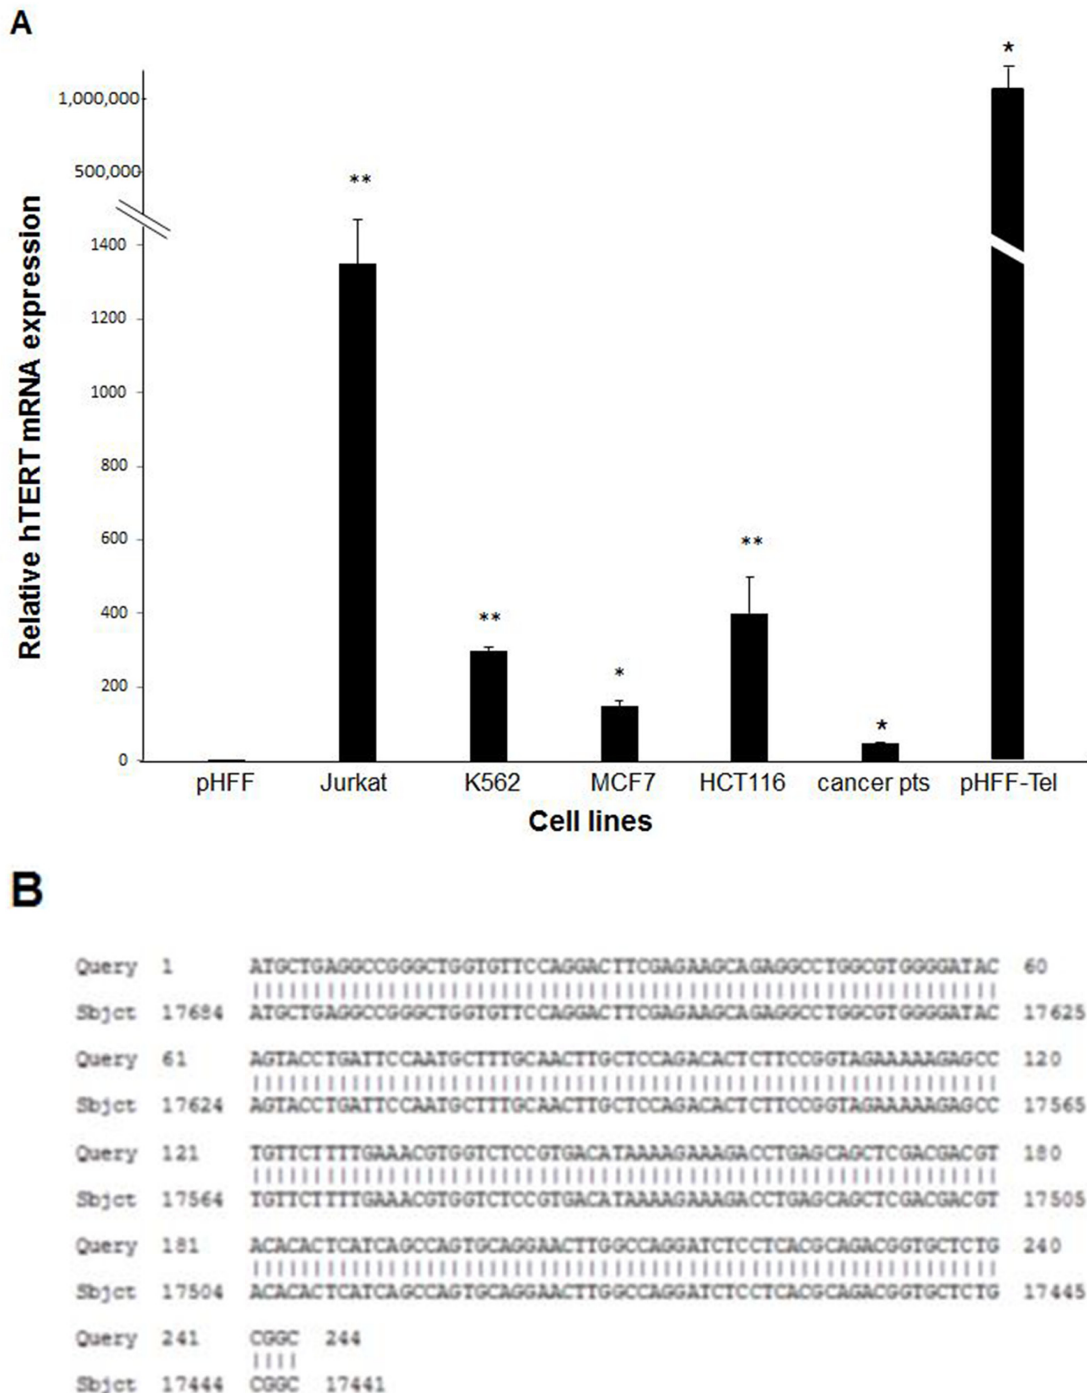 A
Relative hTERT mRNA expression
1,000,000
500,000
1400
1200
1000
800
600
400
200
0
**
**
*
**
*
*
pHFF Jurkat K562 MCF7 HCT116 cancer pts pHFF-Tel
Cell lines
B
Query 1 ATGCTGAGGCCGGGCTGGTGTTCCAGGACTTCGAGAAGCAGAGGCCTGGCGTGGGGATAC 60
Sbjct 17684 ATGCTGAGGCCGGGCTGGTGTTCCAGGACTTCGAGAAGCAGAGGCCTGGCGTGGGGATAC 17625
Query 61 AGTACCTGATTCCAATGCTTTGCAACTTGCTCCAGACACTCTTCCGGTAGAAAAAGAGCC 120
Sbjct 17624 AGTACCTGATTCCAATGCTTTGCAACTTGCTCCAGACACTCTTCCGGTAGAAAAAGAGCC 17565
Query 121 TGTTCTTTTGAAACGTGGTCTCCGTGACATAAAAGAAAGACCTGAGCAGCTCGACGACGT 180
Sbjct 17564 TGTTCTTTTGAAACGTGGTCTCCGTGACATAAAAGAAAGACCTGAGCAGCTCGACGACGT 17505
Query 181 ACACACTCATCAGCCAGTGCAGGAACTTGGCCAGGATCTCCTCACGCAGACGGTGCTCTG 240
Sbjct 17504 ACACACTCATCAGCCAGTGCAGGAACTTGGCCAGGATCTCCTCACGCAGACGGTGCTCTG 17445
Query 241 CGGC 244
Sbjct 17444 CGGC 17441